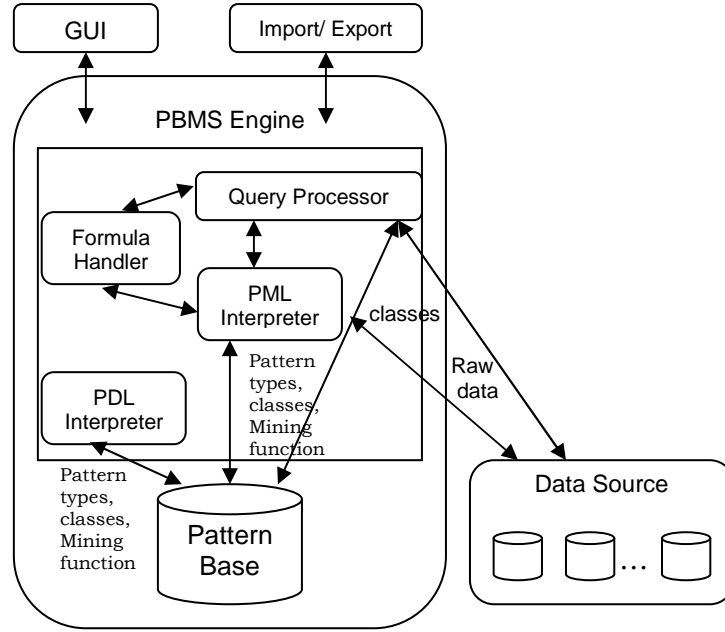 GUI
Import/ Export
PBMS Engine
Query Processor
Formula
Handler
PML
Interpreter
classes
Pattern
types,
classes,
Mining
function
Raw
data
PDL
Interpreter
Pattern
types,
classes,
Mining
function
Pattern
Base
Data Source
...